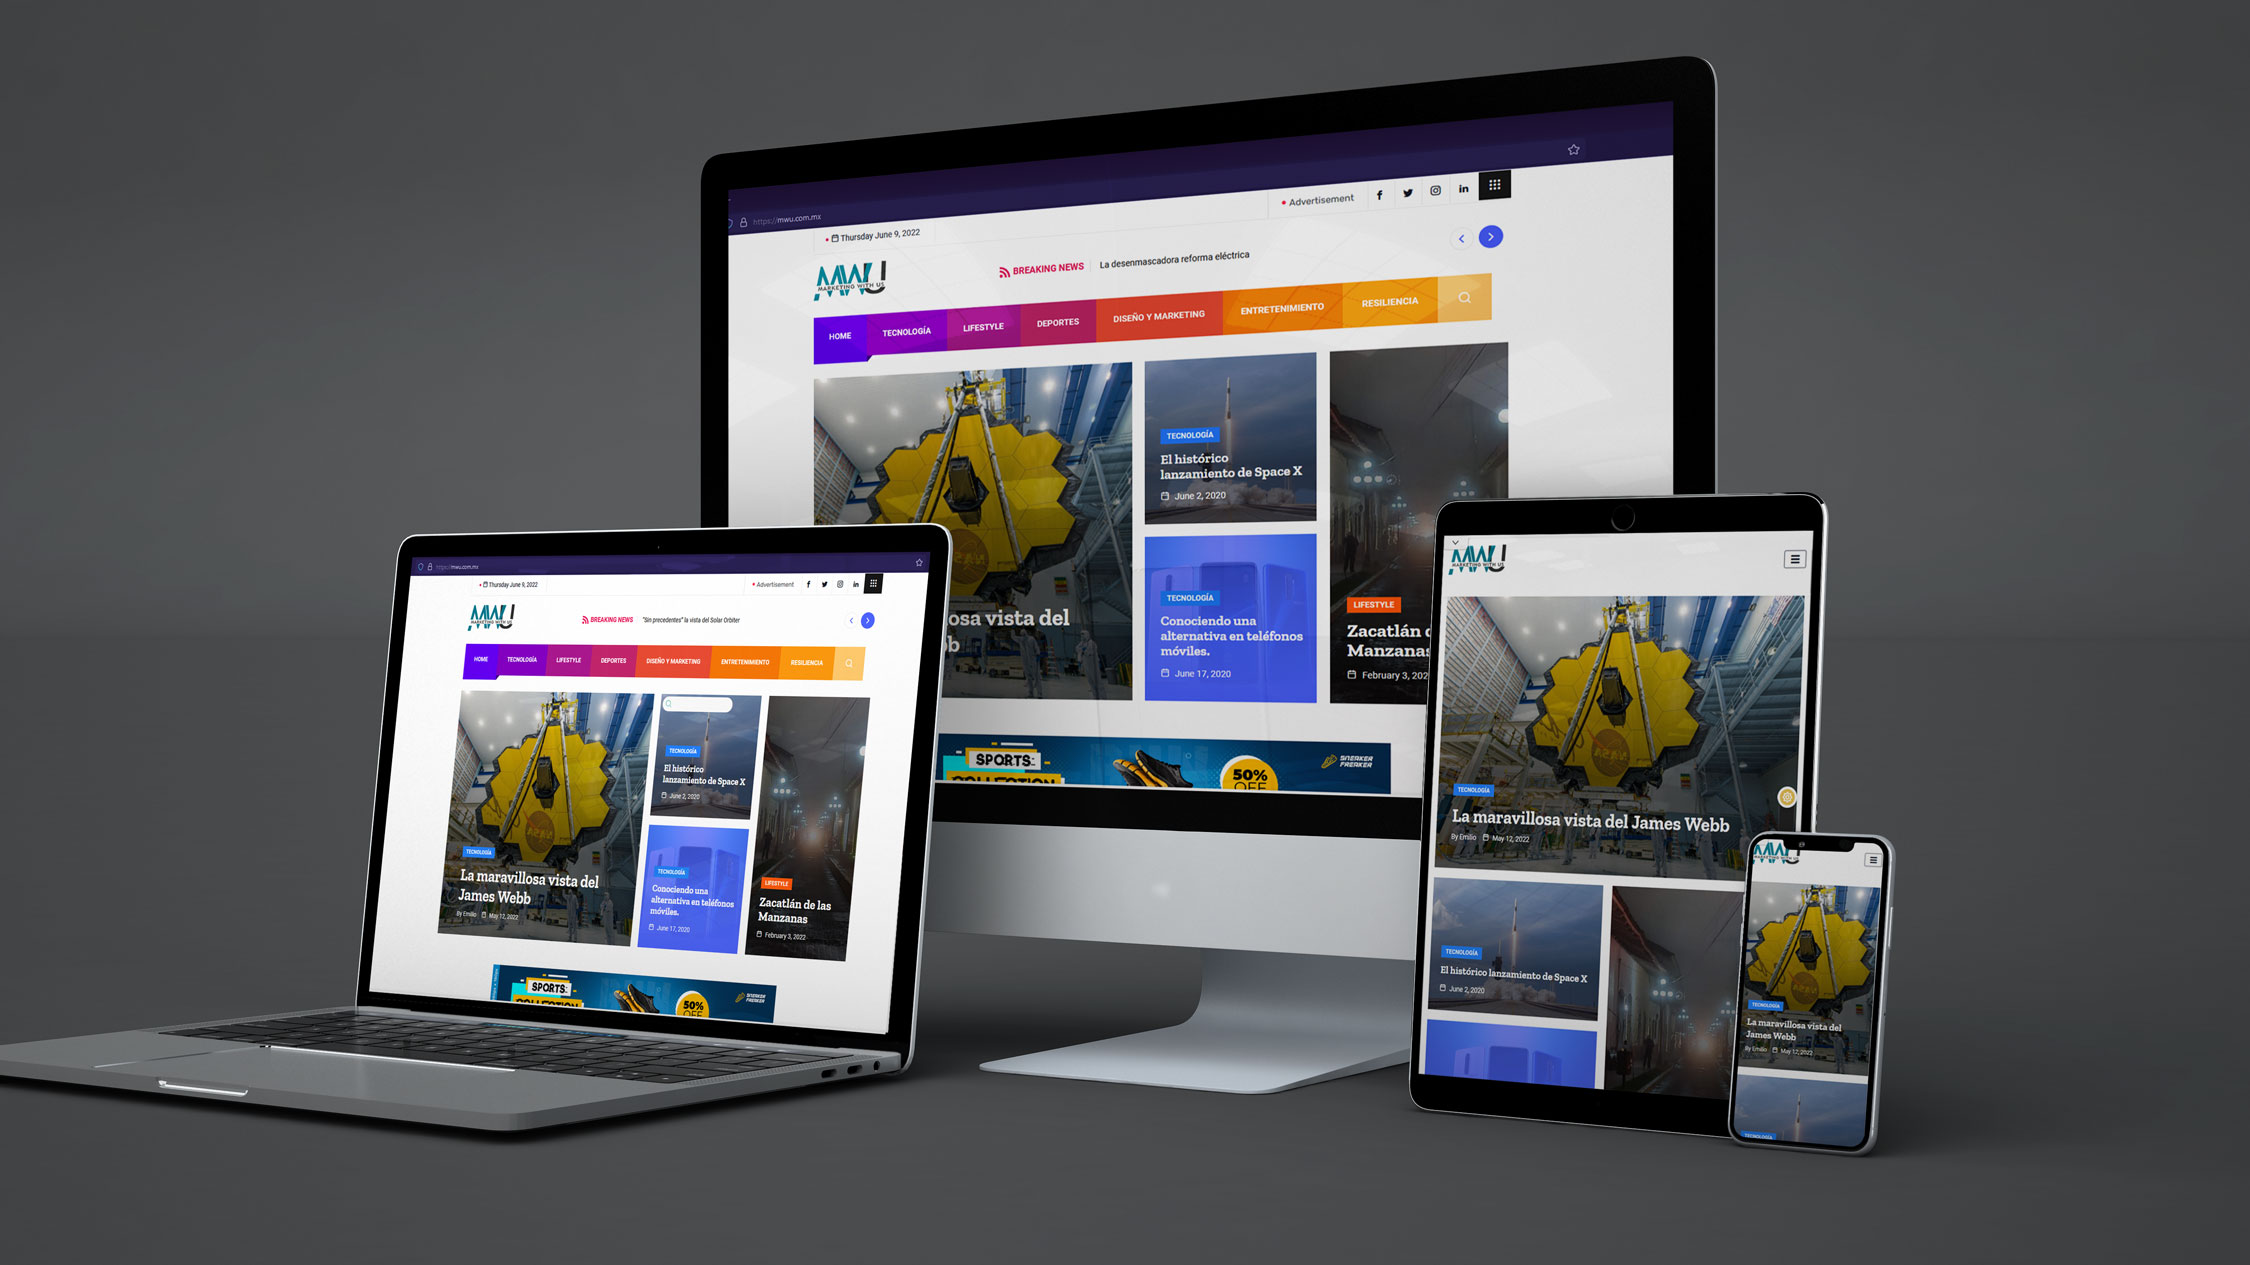 https://mwu.com.mx
Thursday June 9, 2022
Advertisement
MWU
MARKETING WITH US
BREAKING NEWS
La desenmascadora reforma eléctrica
HOME
TECNOLOGÍA
LIFESTYLE
DEPORTES
DISEÑO Y MARKETING
ENTRETENIMIENTO
RESILIENCIA
osa vista del
bb
TECNOLOGÍA
El histórico
lanzamiento de Space X
June 2, 2020
TECNOLOGÍA
Conociendo una
alternativa en teléfonos
móviles.
June 17, 2020
LIFESTYLE
Zacatlán d
Manzanas
February 3, 202
SPORTS
COLLECTION
50%
OFF
SNEAKER
FREAKER
https://mwu.com.mx
Thursday June 9, 2022
Advertisement
MWU
MARKETING WITH US
BREAKING NEWS
"Sin precedentes" la vista del Solar Orbiter
HOME
TECNOLOGÍA
LIFESTYLE
DEPORTES
DISEÑO Y MARKETING
ENTRETENIMIENTO
RESILIENCIA
NASA
TECNOLOGÍA
La maravillosa vista del
James Webb
By Emilio May 12, 2022
TECNOLOGÍA
El histórico
lanzamiento de Space X
June 2, 2020
TECNOLOGÍA
Conociendo una
alternativa en teléfonos
móviles.
June 17, 2020
LIFESTYLE
Zacatlán de las
Manzanas
February 3, 2022
SPORTS
COLLECTION
50%
OFF
SNEAKER
FREAKER
MWU
MARKETING WITH US
NASA
TECNOLOGÍA
La maravillosa vista del James Webb
By Emilio May 12, 2022
TECNOLOGÍA
El histórico lanzamiento de Space X
June 2, 2020
MWU
MARKETING WITH US
NASA
TECNOLOGÍA
La maravillosa vista del
James Webb
By Emilio May 12, 2022
TECNOLOGÍA